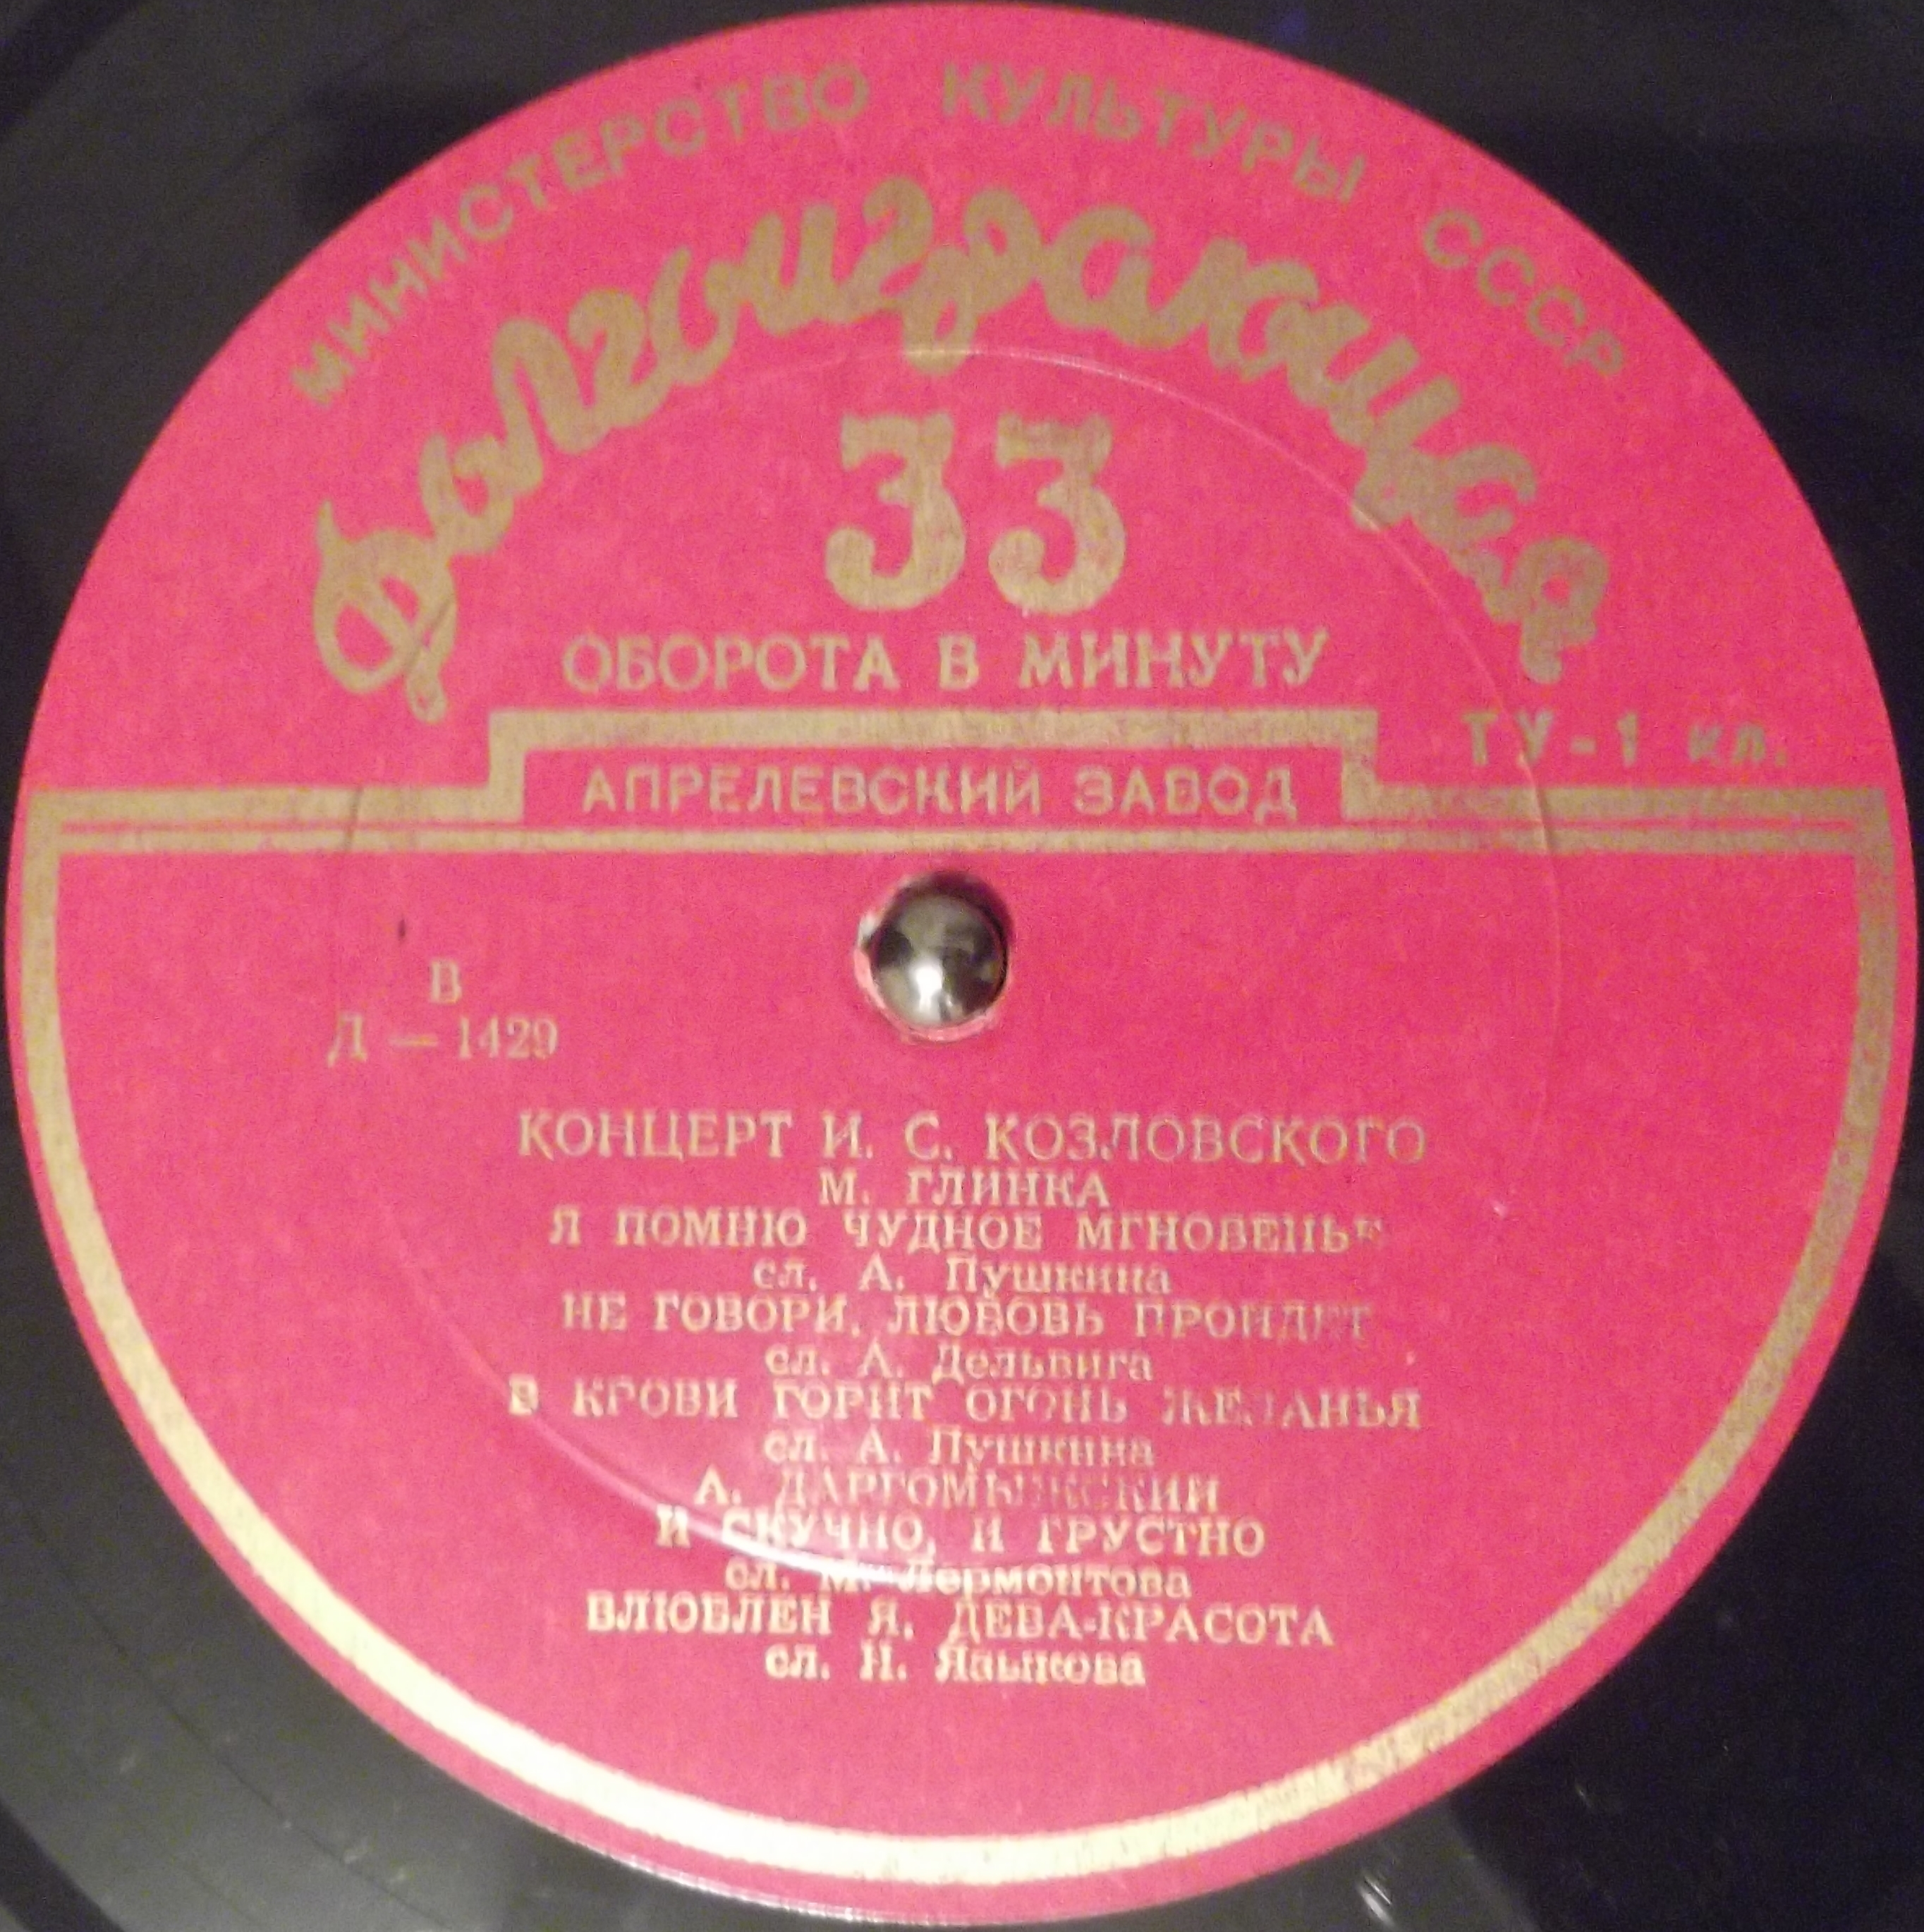 МИНИСТЕРСТВО КУЛЬТУРЫ СССР
Долгоиграющая
33
ОБОРОТА В МИНУТУ
ТУ-1 кл.
АПРЕЛЕВСКИЙ ЗАВОД
В
Д — 1429
КОНЦЕРТ И. С. КОЗЛОВСКОГО
М. ГЛИНКА
Я ПОМНЮ ЧУДНОЕ МГНОВЕНЬЕ
сл. А. Пушкина
НЕ ГОВОРИ, ЛЮБОВЬ ПРОЙДЕТ
сл. А. Дельвига
В КРОВИ ГОРИТ ОГОНЬ ЖЕЛАНЬЯ
сл. А. Пушкина
А. ДАРГОМЫЖСКИЙ
И СКУЧНО, И ГРУСТНО
сл. М. Лермонтова
ВЛЮБЛЕН Я, ДЕВА-КРАСОТА
сл. Н. Языкова